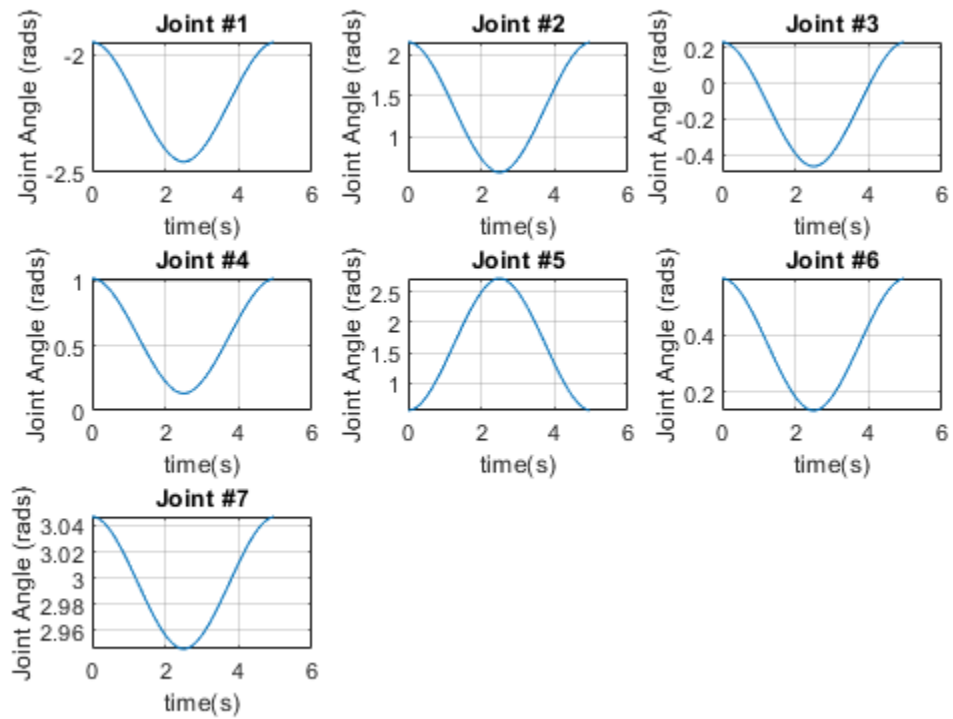 Joint #1
Joint Angle (rads)
-2
-2.5
0 2 4 6
time(s)
Joint #2
Joint Angle (rads)
2
1.5
1
0 2 4 6
time(s)
Joint #3
Joint Angle (rads)
0.2
0
-0.2
-0.4
0 2 4 6
time(s)
Joint #4
Joint Angle (rads)
1
0.5
0
0 2 4 6
time(s)
Joint #5
Joint Angle (rads)
2.5
2
1.5
1
0 2 4 6
time(s)
Joint #6
Joint Angle (rads)
0.4
0.2
0 2 4 6
time(s)
Joint #7
Joint Angle (rads)
3.04
3.02
3
2.98
2.96
0 2 4 6
time(s)